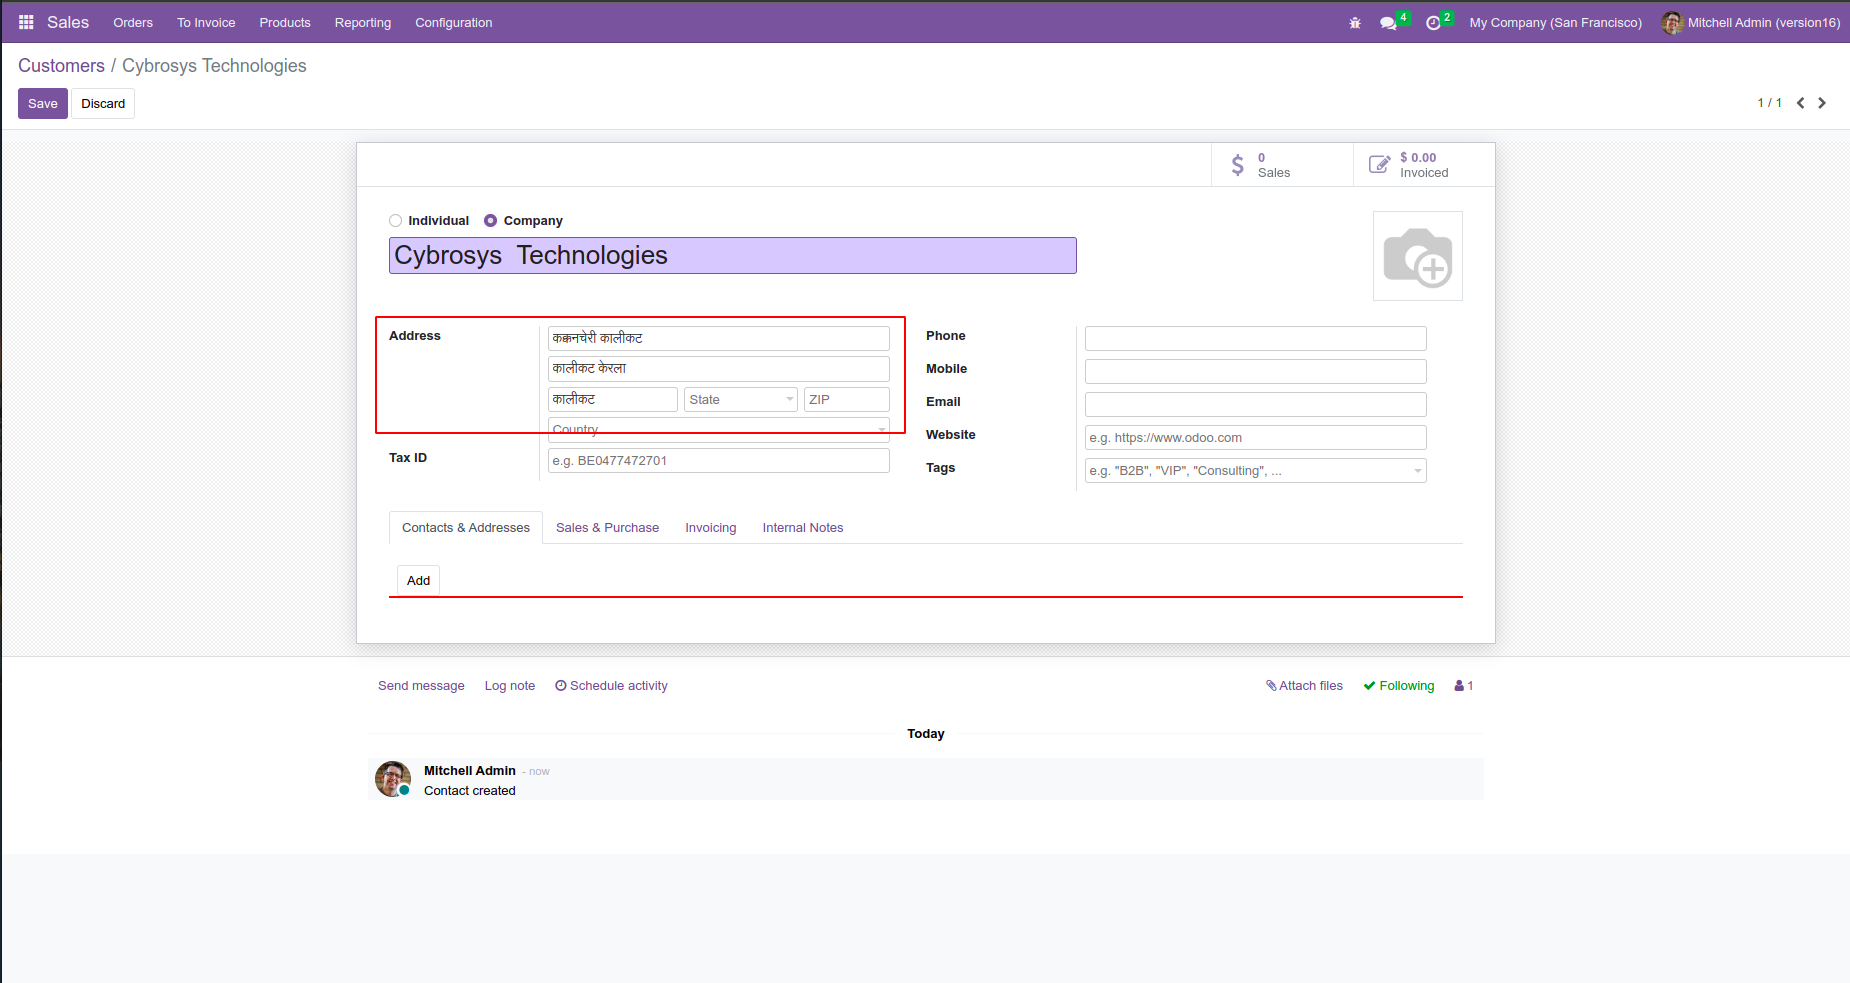 Sales Orders To Invoice Products Reporting Configuration 4 2 My Company (San Francisco) Mitchell Admin (version16)
Customers / Cybrosys Technologies
Save Discard 1 / 1
0
Sales
$ 0.00
Invoiced
Individual Company
Cybrosys  Technologies
Address
कक्कनचेरी कालीकट
कालीकट केरला
कालीकट State ZIP
Country
Tax ID e.g. BE0477472701
Phone
Mobile
Email
Website e.g. https://www.odoo.com
Tags e.g. "B2B", "VIP", "Consulting", ...
Contacts & Addresses Sales & Purchase Invoicing Internal Notes
Add
Send message Log note Schedule activity Attach files Following 1
Today
Mitchell Admin - now
Contact created